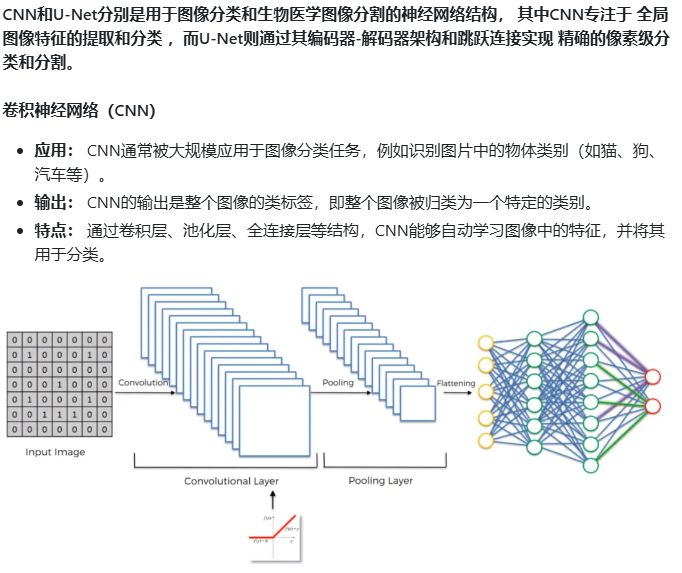 CNN和U-Net分别是用于图像分类和生物医学图像分割的神经网络结构， 其中CNN专注于 全局
图像特征的提取和分类 ，而U-Net则通过其编码器-解码器架构和跳跃连接实现 精确的像素级分
类和分割。
卷积神经网络（CNN）
• 应用： CNN通常被大规模应用于图像分类任务，例如识别图片中的物体类别（如猫、狗、
汽车等）。
• 输出： CNN的输出是整个图像的类标签，即整个图像被归类为一个特定的类别。
• 特点： 通过卷积层、池化层、全连接层等结构，CNN能够自动学习图像中的特征，并将其
用于分类。
0 0 0 0 0 0 0
0 1 0 0 0 1 0
0 0 0 0 0 0 0
0 0 0 1 0 0 0
0 1 0 0 0 1 0
0 0 1 1 1 0 0
0 0 0 0 0 0 0
Input Image
Convolution
Pooling
Flattening
Convolutional Layer
Pooling Layer